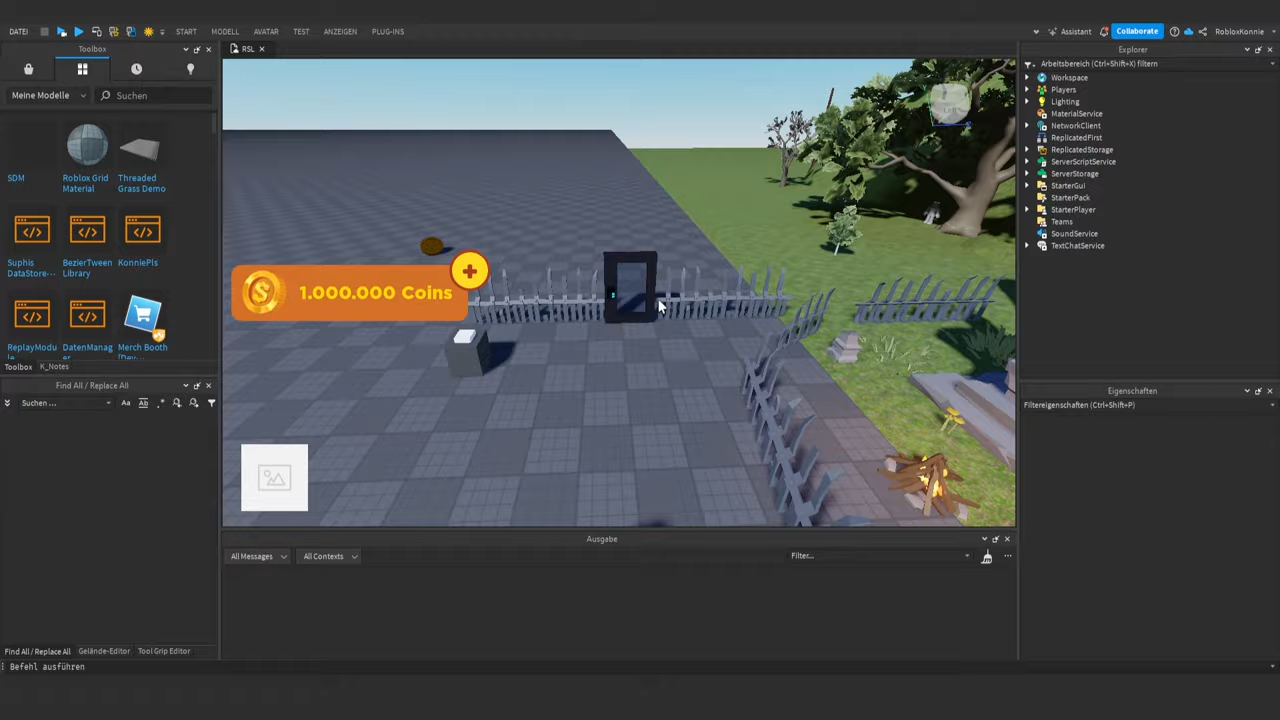 DATEI
START
MODELL
AVATAR
TEST
ANZEIGEN
PLUG-INS
Assistant
Collaborate
RobloxKonnie
Toolbox
RSL
Explorer
Arbeitsbereich (Ctrl+Shift+X) filtern
Meine Modelle
Suchen
SDM
Roblox Grid
Material
Threaded
Grass Demo
Suphis
DataStore...
BezierTween
Library
KonniePls
ReplayModu
le
DatenManag
er
Merch Booth
[Dev...
Workspace
Players
Lighting
MaterialService
NetworkClient
ReplicatedFirst
ReplicatedStorage
ServerScriptService
ServerStorage
StarterGui
StarterPack
StarterPlayer
Teams
SoundService
TextChatService
1.000.000 Coins
Toolbox
K_Notes
Find All / Replace All
Suchen ...
Aa
Ab
.*
Eigenschaften
Filtereigenschaften (Ctrl+Shift+P)
Ausgabe
All Messages
All Contexts
Filter...
Find All / Replace All
Gelände-Editor
Tool Grip Editor
Befehl ausführen